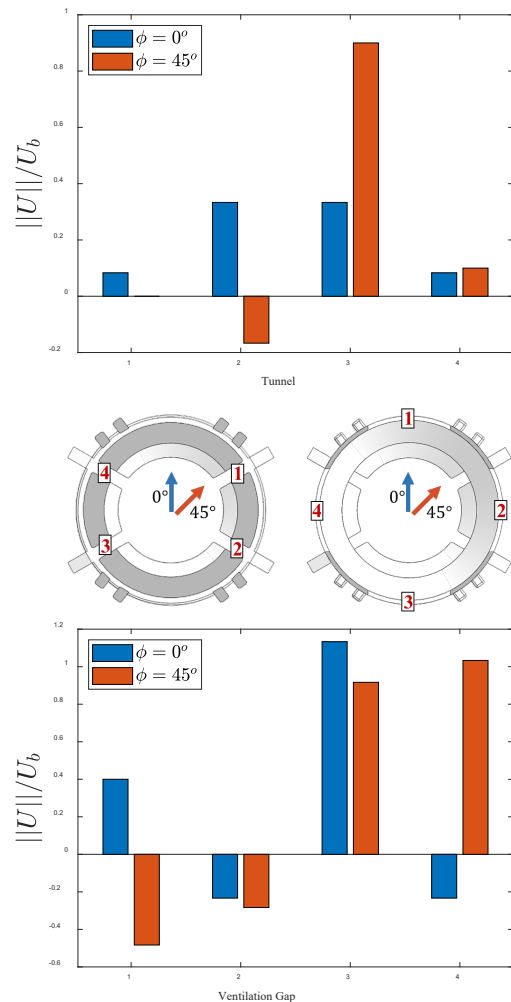 1
0.8
0.6
0.4
0.2
0
-0.2
||U||/U_b
ϕ = 0^o
ϕ = 45^o
1 2 3 4
Tunnel
1
4
0°
45°
3
2
1
4
0°
45°
2
3
1.2
1
0.8
0.6
0.4
0.2
0
-0.2
-0.4
-0.6
||U||/U_b
ϕ = 0^o
ϕ = 45^o
1 2 3 4
Ventilation Gap